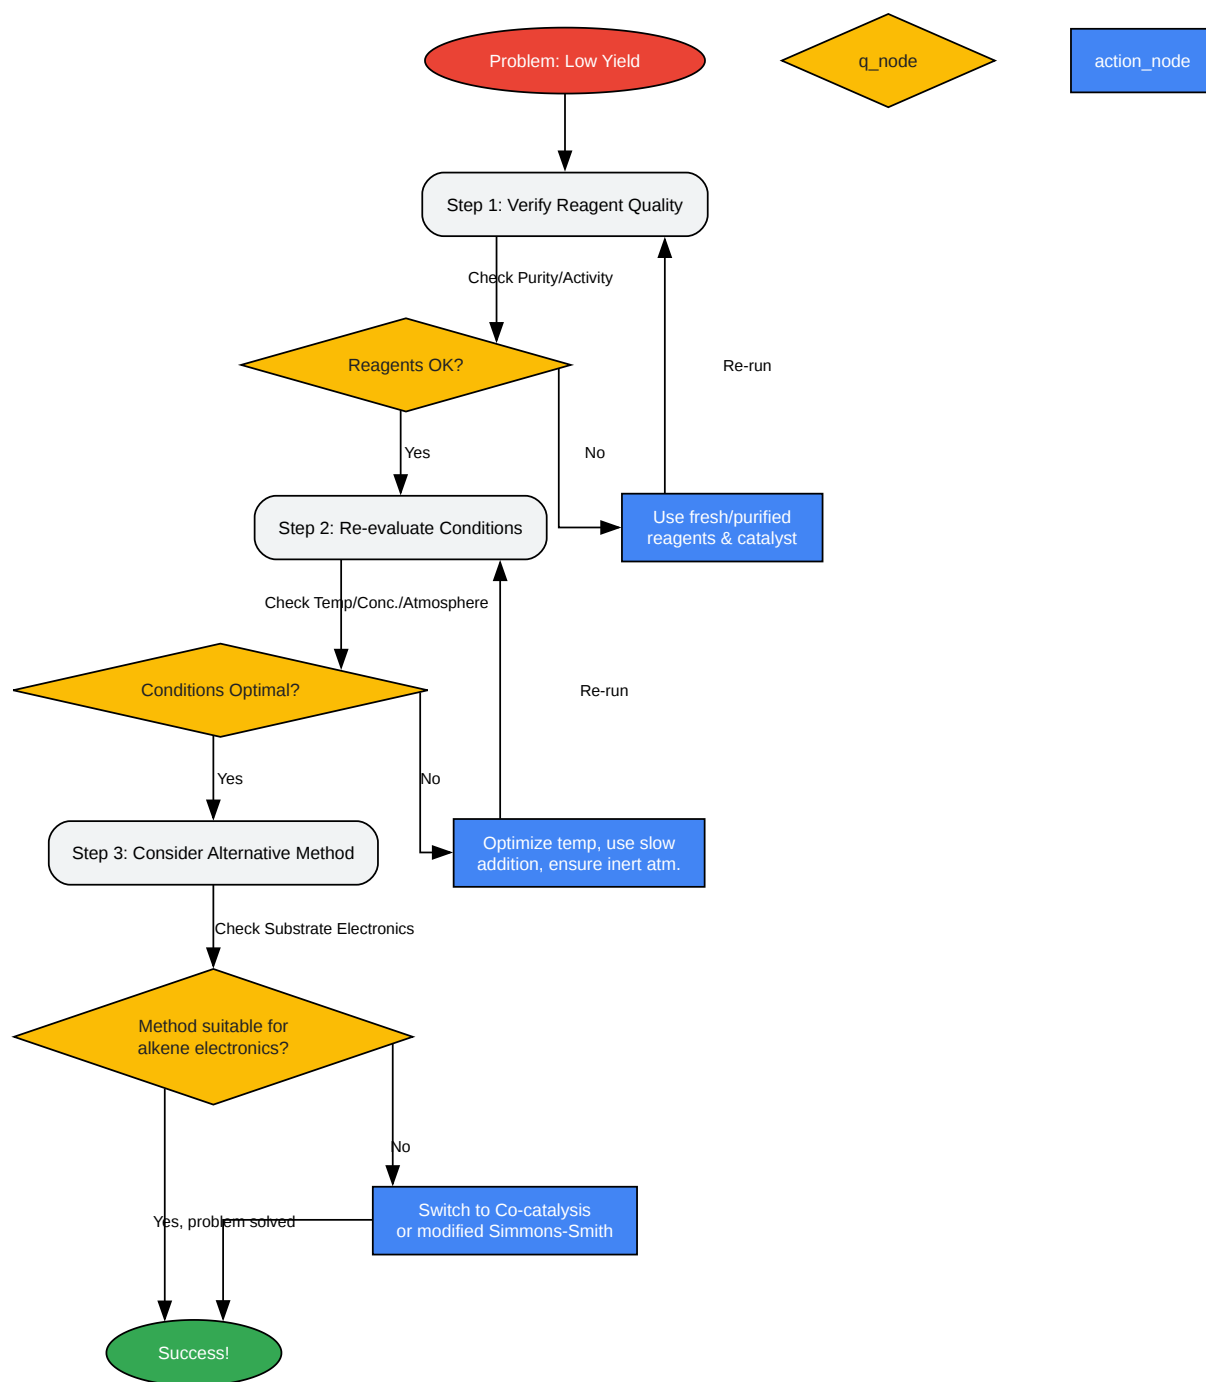 Problem: Low Yield
q_node
action_node
Step 1: Verify Reagent Quality
Check Purity/Activity
Reagents OK?
Re-run
Yes
No
Use fresh/purified
reagents & catalyst
Step 2: Re-evaluate Conditions
Check Temp/Conc./Atmosphere
Conditions Optimal?
Re-run
Yes
No
Optimize temp, use slow
addition, ensure inert atm.
Step 3: Consider Alternative Method
Check Substrate Electronics
Method suitable for
alkene electronics?
No
Switch to Co-catalysis
or modified Simmons-Smith
Yes, problem solved
Success!